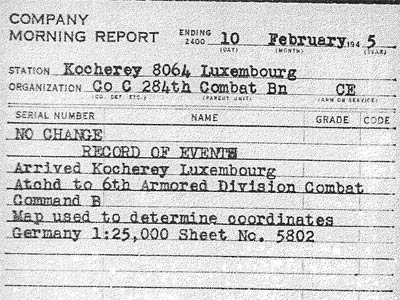 COMPANY
MORNING REPORT ENDING 2400 10 February 194 5
(DAY) (MONTH) (YEAR)
STATION Kocherey 8064 Luxembourg
ORGANIZATION Co C 284th Combat Bn CE
(CO. DET. ETC.) (PARENT UNIT) (ARM OR SERVICE)
SERIAL NUMBER NAME GRADE CODE
NO CHANGE
RECORD OF EVENTS
Arrived Kocherey Luxembourg
Atchd to 6th Armored Division Combat
Command B
Map used to determine coordinates
Germany 1:25,000 Sheet No. 5802